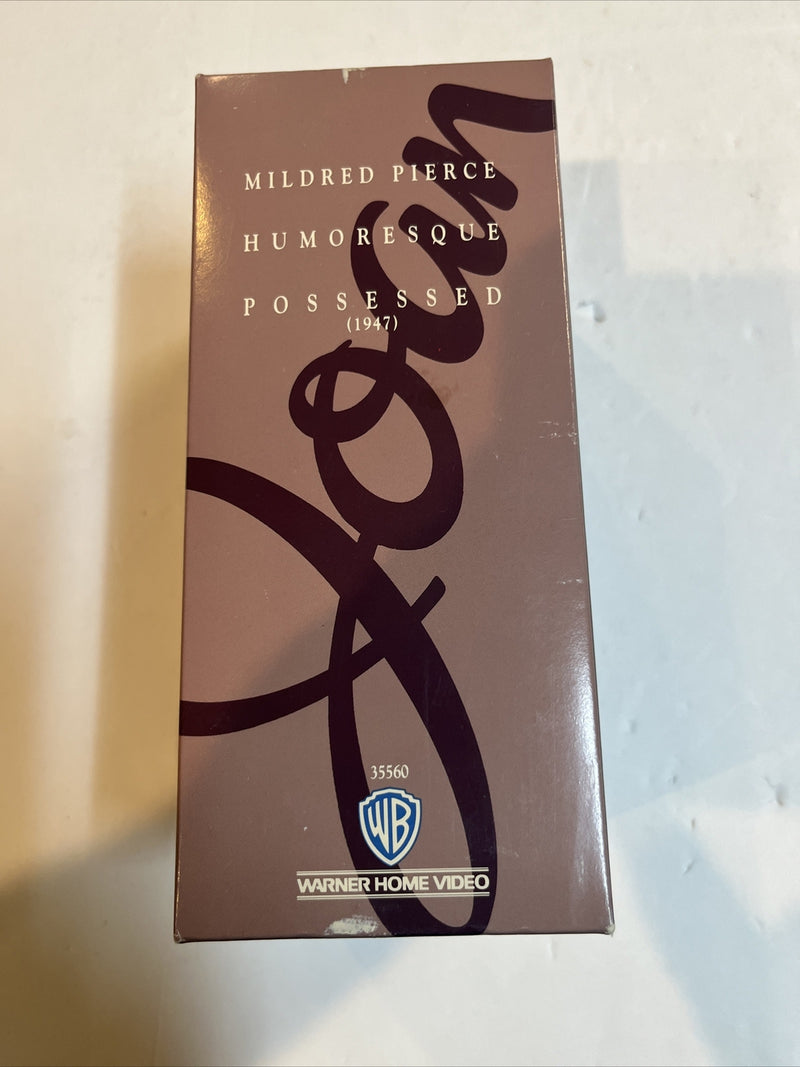 MILDRED PIERCE
HUMORESQUE
POSSESSED
(1947)
Joan
35560
WB
WARNER HOME VIDEO